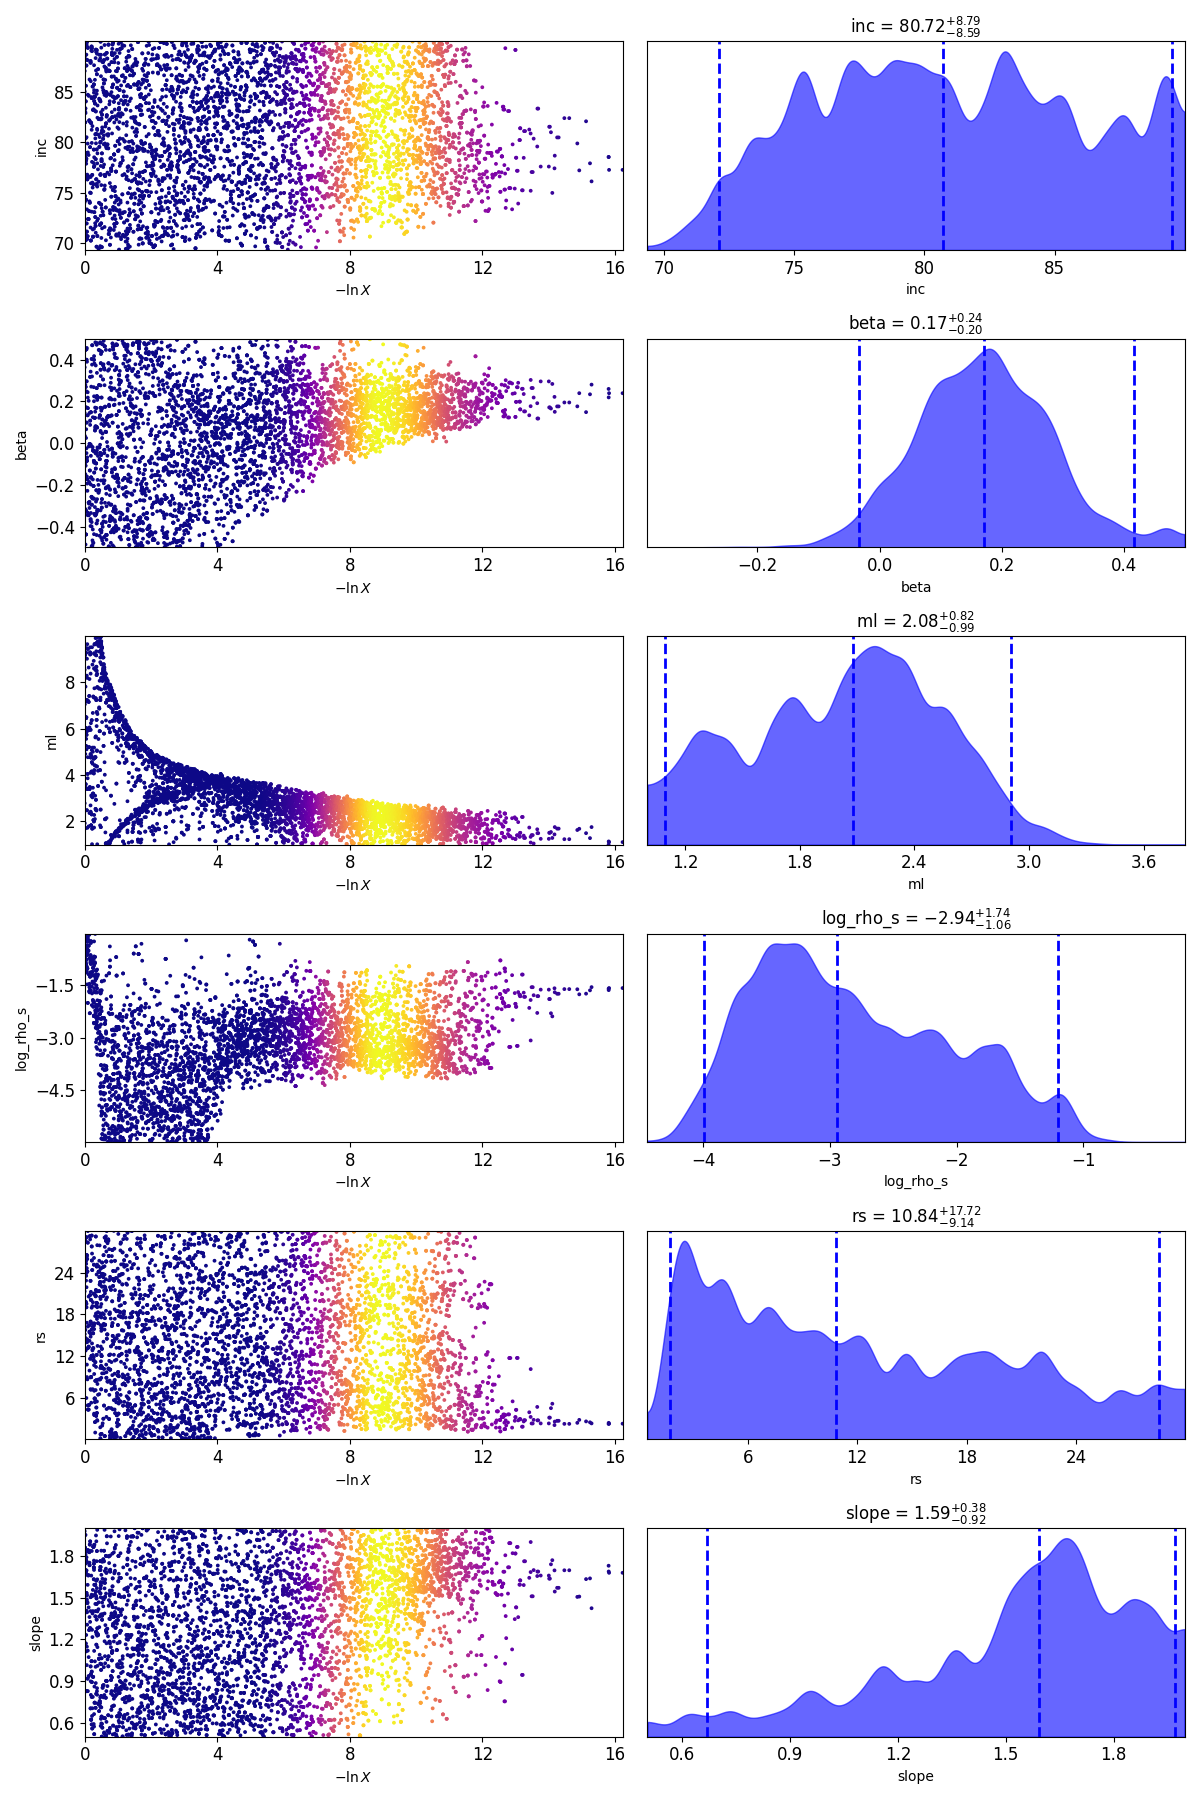 inc = 80.72+8.79−8.59
inc
85
80
75
70
0 4 8 12 16
−ln X
70 75 80 85
inc
beta = 0.17+0.24−0.20
beta
0.4
0.2
0.0
−0.2
−0.4
0 4 8 12 16
−ln X
−0.2 0.0 0.2 0.4
beta
ml = 2.08+0.82−0.99
ml
8
6
4
2
0 4 8 12 16
−ln X
1.2 1.8 2.4 3.0 3.6
ml
log_rho_s = −2.94+1.74−1.06
log_rho_s
−1.5
−3.0
−4.5
0 4 8 12 16
−ln X
−4 −3 −2 −1
log_rho_s
rs = 10.84+17.72−9.14
rs
24
18
12
6
0 4 8 12 16
−ln X
6 12 18 24
rs
slope = 1.59+0.38−0.92
slope
1.8
1.5
1.2
0.9
0.6
0 4 8 12 16
−ln X
0.6 0.9 1.2 1.5 1.8
slope